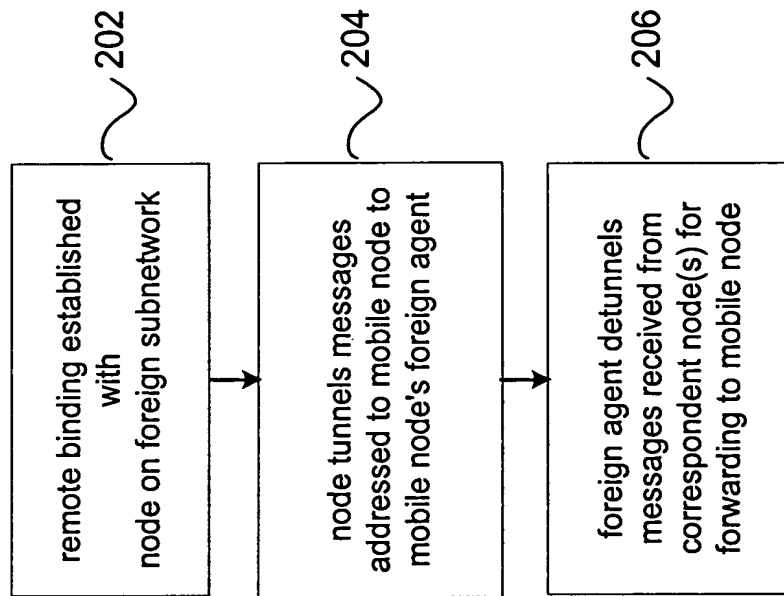 remote binding established
with
node on foreign subnetwork
202
node tunnels messages
addressed to mobile node to
mobile node's foreign agent
204
foreign agent detunnels
messages received from
correspondent node(s) for
forwarding to mobile node
206